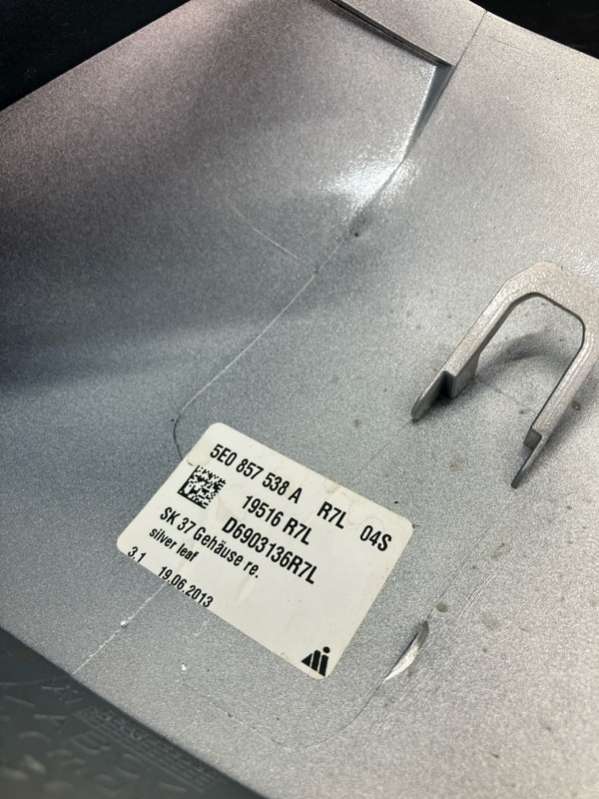 5E0 857 538 A R7L 04S
19516 R7L
D6903136R7L
SK 37 Gehäuse re.
silver leaf
3.1 19.06.2013